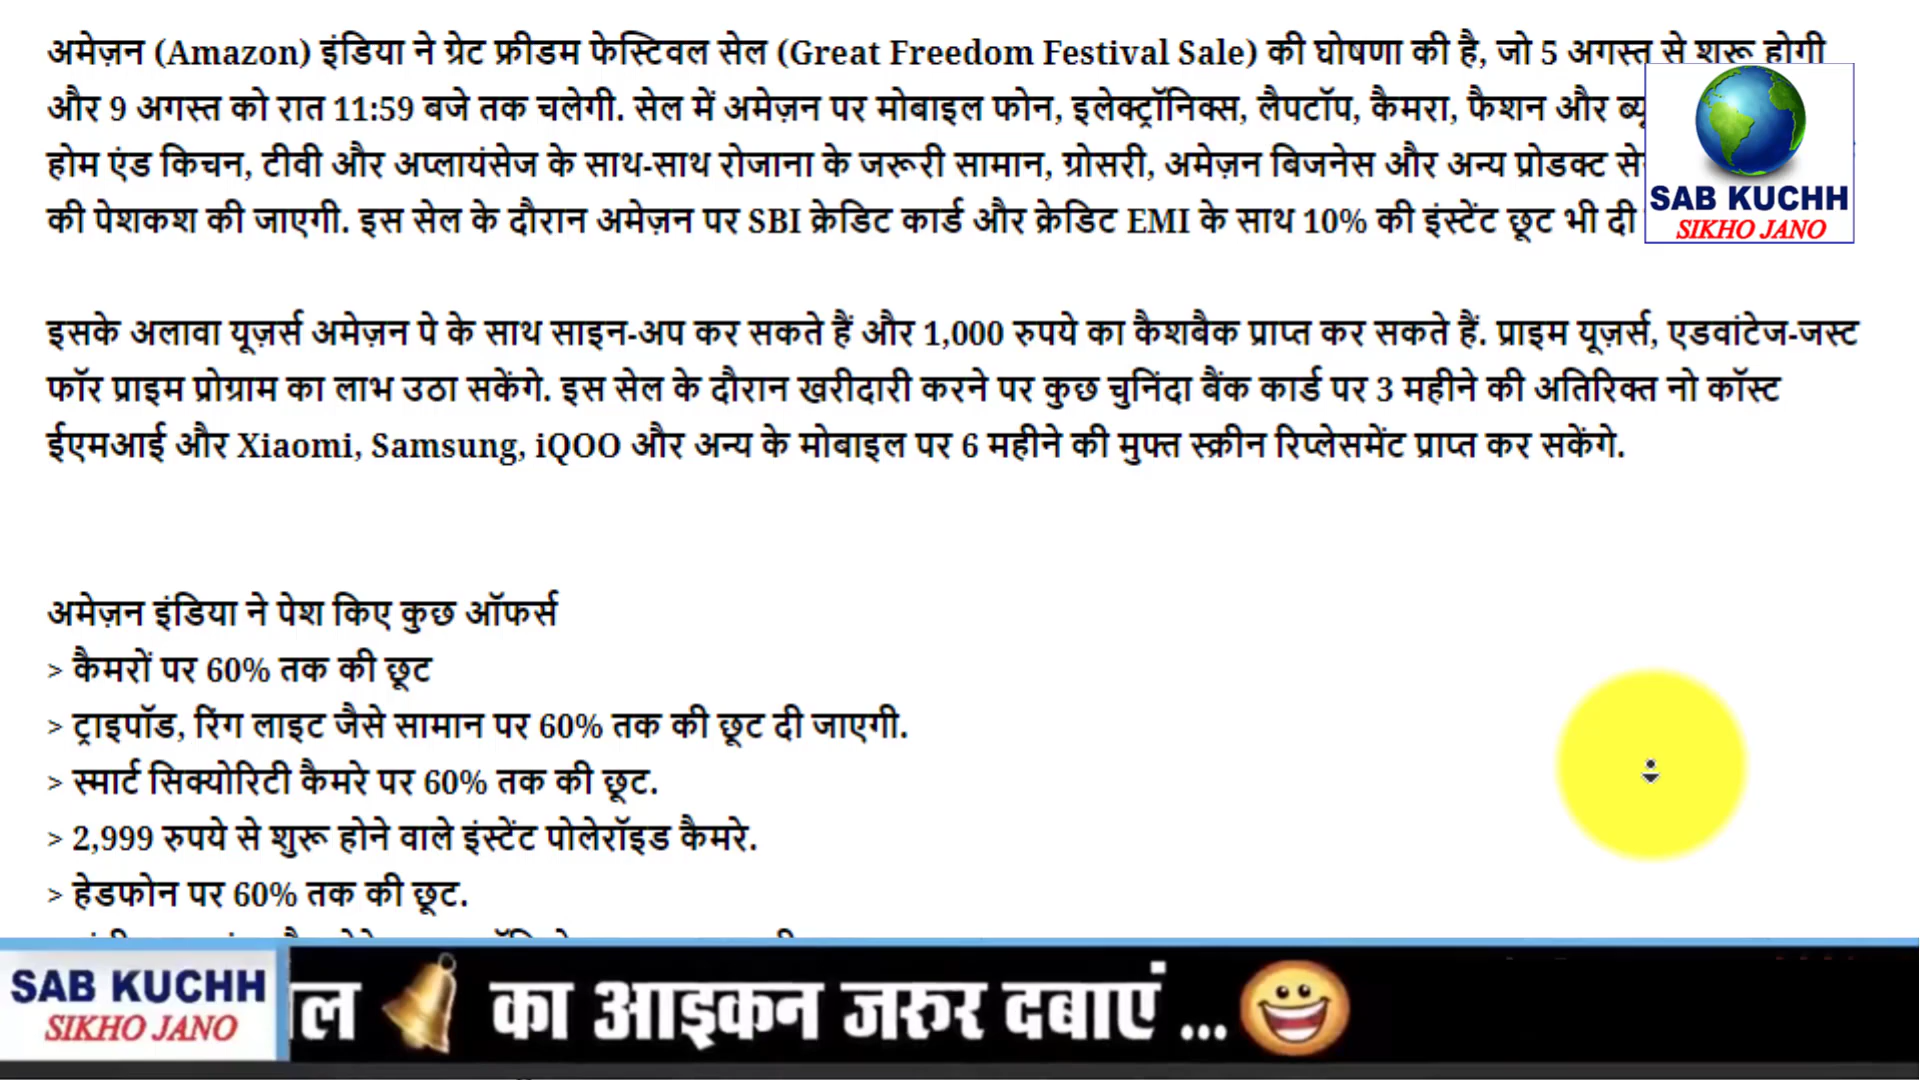 अमेज़न (Amazon) इंडिया ने ग्रेट फ्रीडम फेस्टिवल सेल (Great Freedom Festival Sale) की घोषणा की है, जो 5 अगस्त से शुरू होगी
और 9 अगस्त को रात 11:59 बजे तक चलेगी. सेल में अमेज़न पर मोबाइल फोन, इलेक्ट्रॉनिक्स, लैपटॉप, कैमरा, फैशन और
होम एंड किचन, टीवी और अप्लायंसेज के साथ-साथ रोजाना के जरूरी सामान, ग्रोसरी, अमेज़न बिजनेस और अन्य प्रोडक्ट
की पेशकश की जाएगी. इस सेल के दौरान अमेज़न पर SBI क्रेडिट कार्ड और क्रेडिट EMI के साथ 10% की इंस्टेंट छूट भी दी
SAB KUCHH
SIKHO JANO
इसके अलावा यूज़र्स अमेज़न पे के साथ साइन-अप कर सकते हैं और 1,000 रुपये का कैशबैक प्राप्त कर सकते हैं. प्राइम यूज़र्स, एडवांटेज-जस्ट
फॉर प्राइम प्रोग्राम का लाभ उठा सकेंगे. इस सेल के दौरान खरीदारी करने पर कुछ चुनिंदा बैंक कार्ड पर 3 महीने की अतिरिक्त नो कॉस्ट
ईएमआई और Xiaomi, Samsung, iQOO और अन्य के मोबाइल पर 6 महीने की मुफ्त स्क्रीन रिप्लेसमेंट प्राप्त कर सकेंगे.
अमेज़न इंडिया ने पेश किए कुछ ऑफर्स
> कैमरों पर 60% तक की छूट
> ट्राइपॉड, रिंग लाइट जैसे सामान पर 60% तक की छूट दी जाएगी.
> स्मार्ट सिक्योरिटी कैमरे पर 60% तक की छूट.
> 2,999 रुपये से शुरू होने वाले इंस्टेंट पोलेरॉइड कैमरे.
> हेडफोन पर 60% तक की छूट.
SAB KUCHH
SIKHO JANO
का आइकन जरुर दबाएं ...